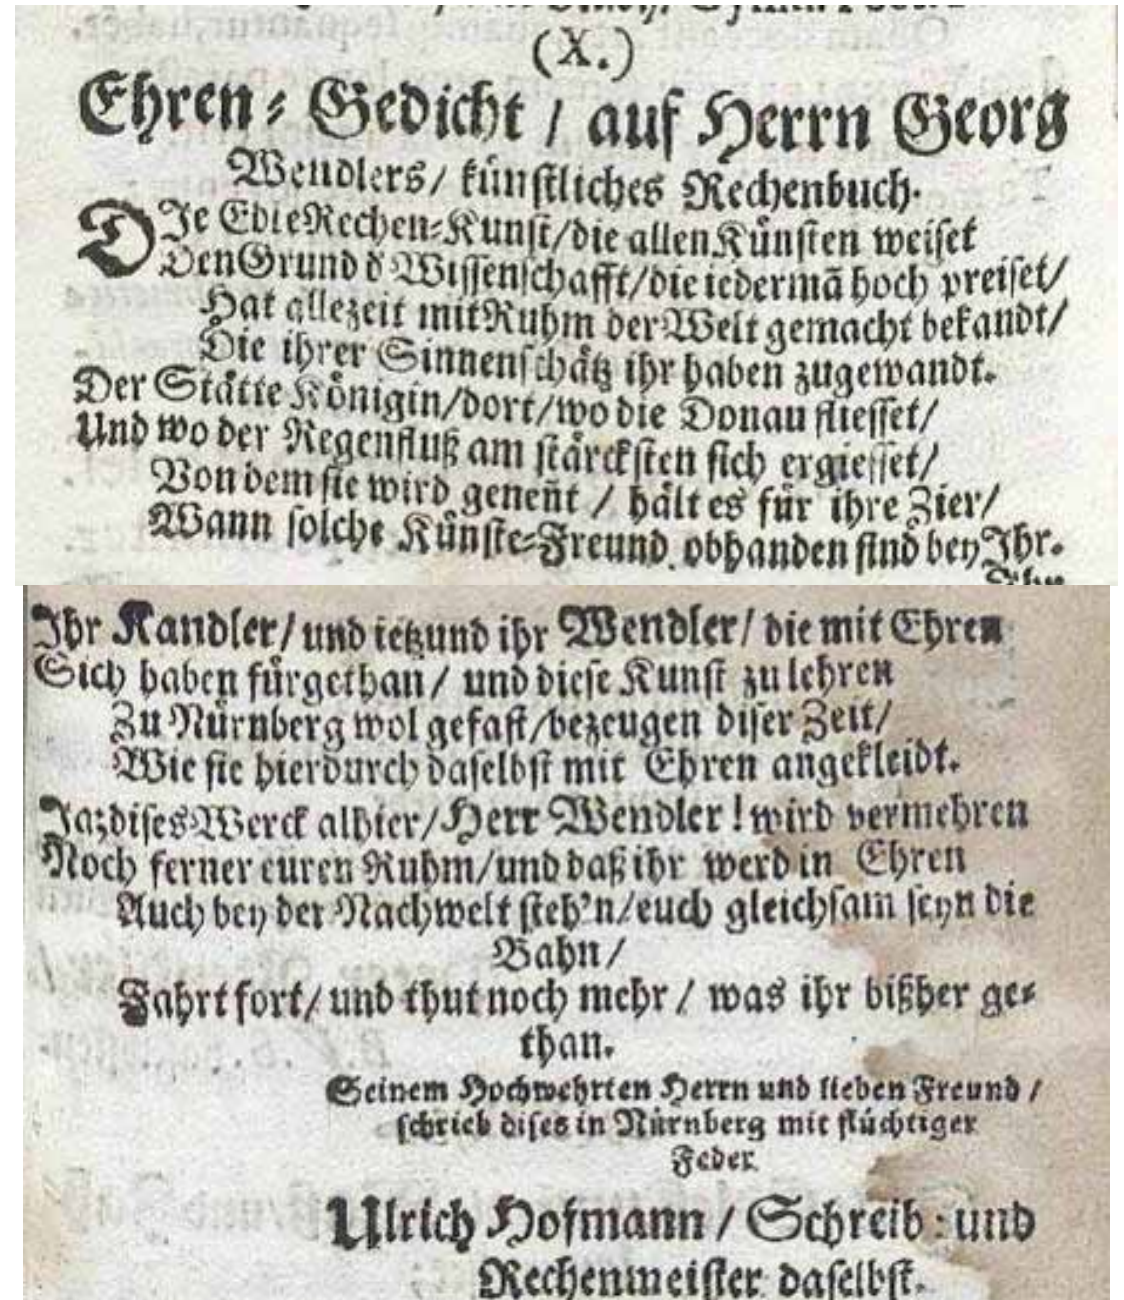 (X.)
Ehren-Gedicht / auf Herrn Georg
Wendlers/ künstliches Rechenbuch.
DJe Edle Rechen-Kunst/die allen Künsten weiset
Den Grund d Wissenschafft/die iedermã hoch preiset/
Hat allezeit mit Ruhm der Welt gemacht bekandt/
Die ihrer Sinnenschätz ihr haben zugewandt.
Der Stätte Königin/dort/wo die Donau fliesset/
Und wo der Regenfluß am stärcksten sich ergiesset/
Von dem sie wird geneñt / hält es für ihre Zier/
Wann solche Künste-Freund obhanden sind bey Jhr.
Jhr Kandler/ und ietzund ihr Wendler/ die mit Ehren
Sich haben fürgethan/ und diese Kunst zu lehren
Zu Nürnberg wol gefast/bezeugen diser Zeit/
Wie sie hierdurch daselbst mit Ehren angekleidt.
Ja/dises Werck alhier/Herr Wendler! wird vermehren
Noch ferner euren Ruhm/und daß ihr werd in Ehren
Auch bey der Nachwelt steh'n/euch gleichsam seyn die
Bahn/
Fahrt fort/ und thut noch mehr / was ihr bißher ge-
than.
Seinem Hochwehrten Herrn und lieben Freund /
schrieb dises in Nürnberg mit flüchtiger
Feder
Ulrich Hofmann / Schreib- und
Rechenmeister daselbst.